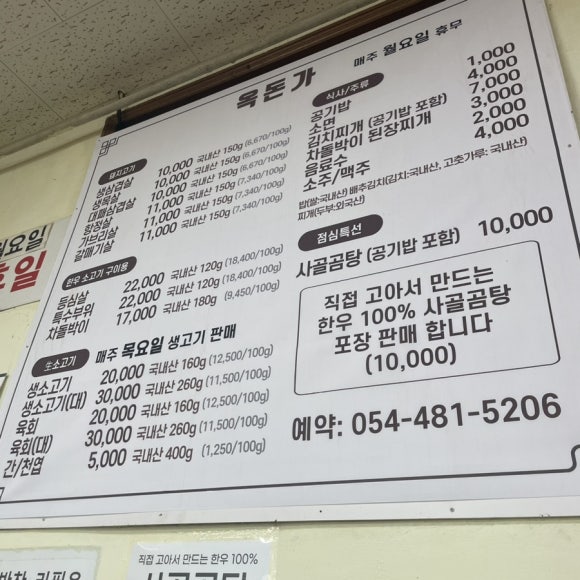 옥돈가
매주 월요일 휴무
돼지고기
생삼겹살 10,000 국내산 150g (6,670/100g)
생목살 10,000 국내산 150g (6,670/100g)
대패삼겹살 10,000 국내산 150g (6,670/100g)
항정살 11,000 국내산 150g (7,340/100g)
가브리살 11,000 국내산 150g (7,340/100g)
갈매기살 11,000 국내산 150g (7,340/100g)
한우 소고기 구이용
등심살 22,000 국내산 120g (18,400/100g)
특수부위 22,000 국내산 120g (18,400/100g)
차돌박이 17,000 국내산 180g (9,450/100g)
生소고기 매주 목요일 생고기 판매
생소고기 20,000 국내산 160g (12,500/100g)
생소고기(대) 30,000 국내산 260g (11,500/100g)
육회 20,000 국내산 160g (12,500/100g)
육회(대) 30,000 국내산 260g (11,500/100g)
간/천엽 5,000 국내산 400g (1,250/100g)
식사/주류
공기밥 1,000
소면 4,000
김치찌개 (공기밥 포함) 7,000
차돌박이 된장찌개 3,000
음료수 2,000
소주/맥주 4,000
밥(쌀:국내산) 배추김치(김치:국내산, 고춧가루: 국내산)
찌개(두부:외국산)
점심특선
사골곰탕 (공기밥 포함) 10,000
직접 고아서 만드는
한우 100% 사골곰탕
포장 판매 합니다
(10,000)
예약: 054-481-5206
직접 고아서 만드는 한우 100%